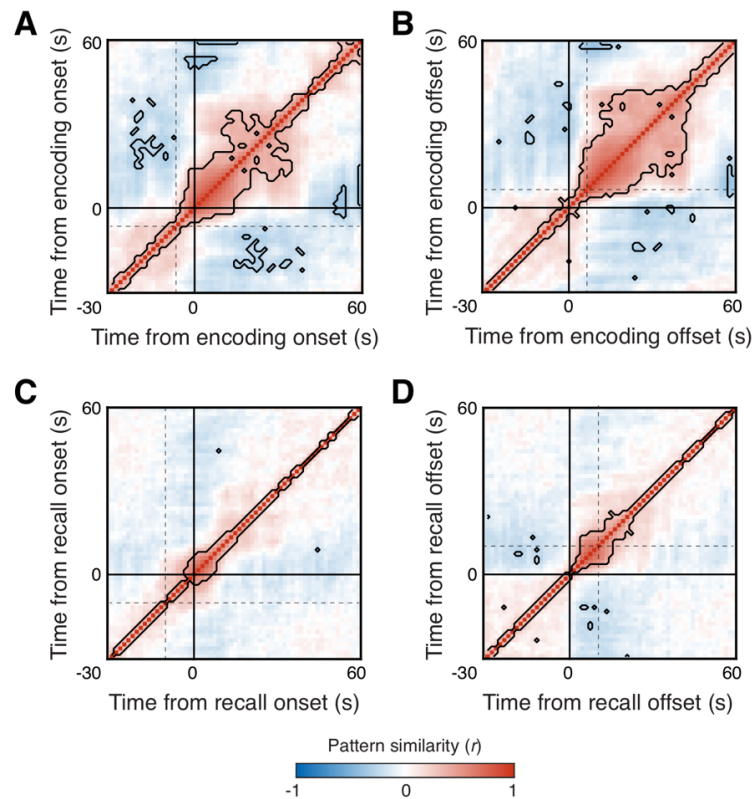 A
B
60
60
Time from encoding onset (s)
Time from encoding offset (s)
0
0
-30
-30
0
60
0
60
Time from encoding onset (s)
Time from encoding offset (s)
C
D
60
60
Time from recall onset (s)
Time from recall offset (s)
0
0
-30
-30
0
60
0
60
Time from recall onset (s)
Time from recall offset (s)
Pattern similarity (r)
-1
0
1